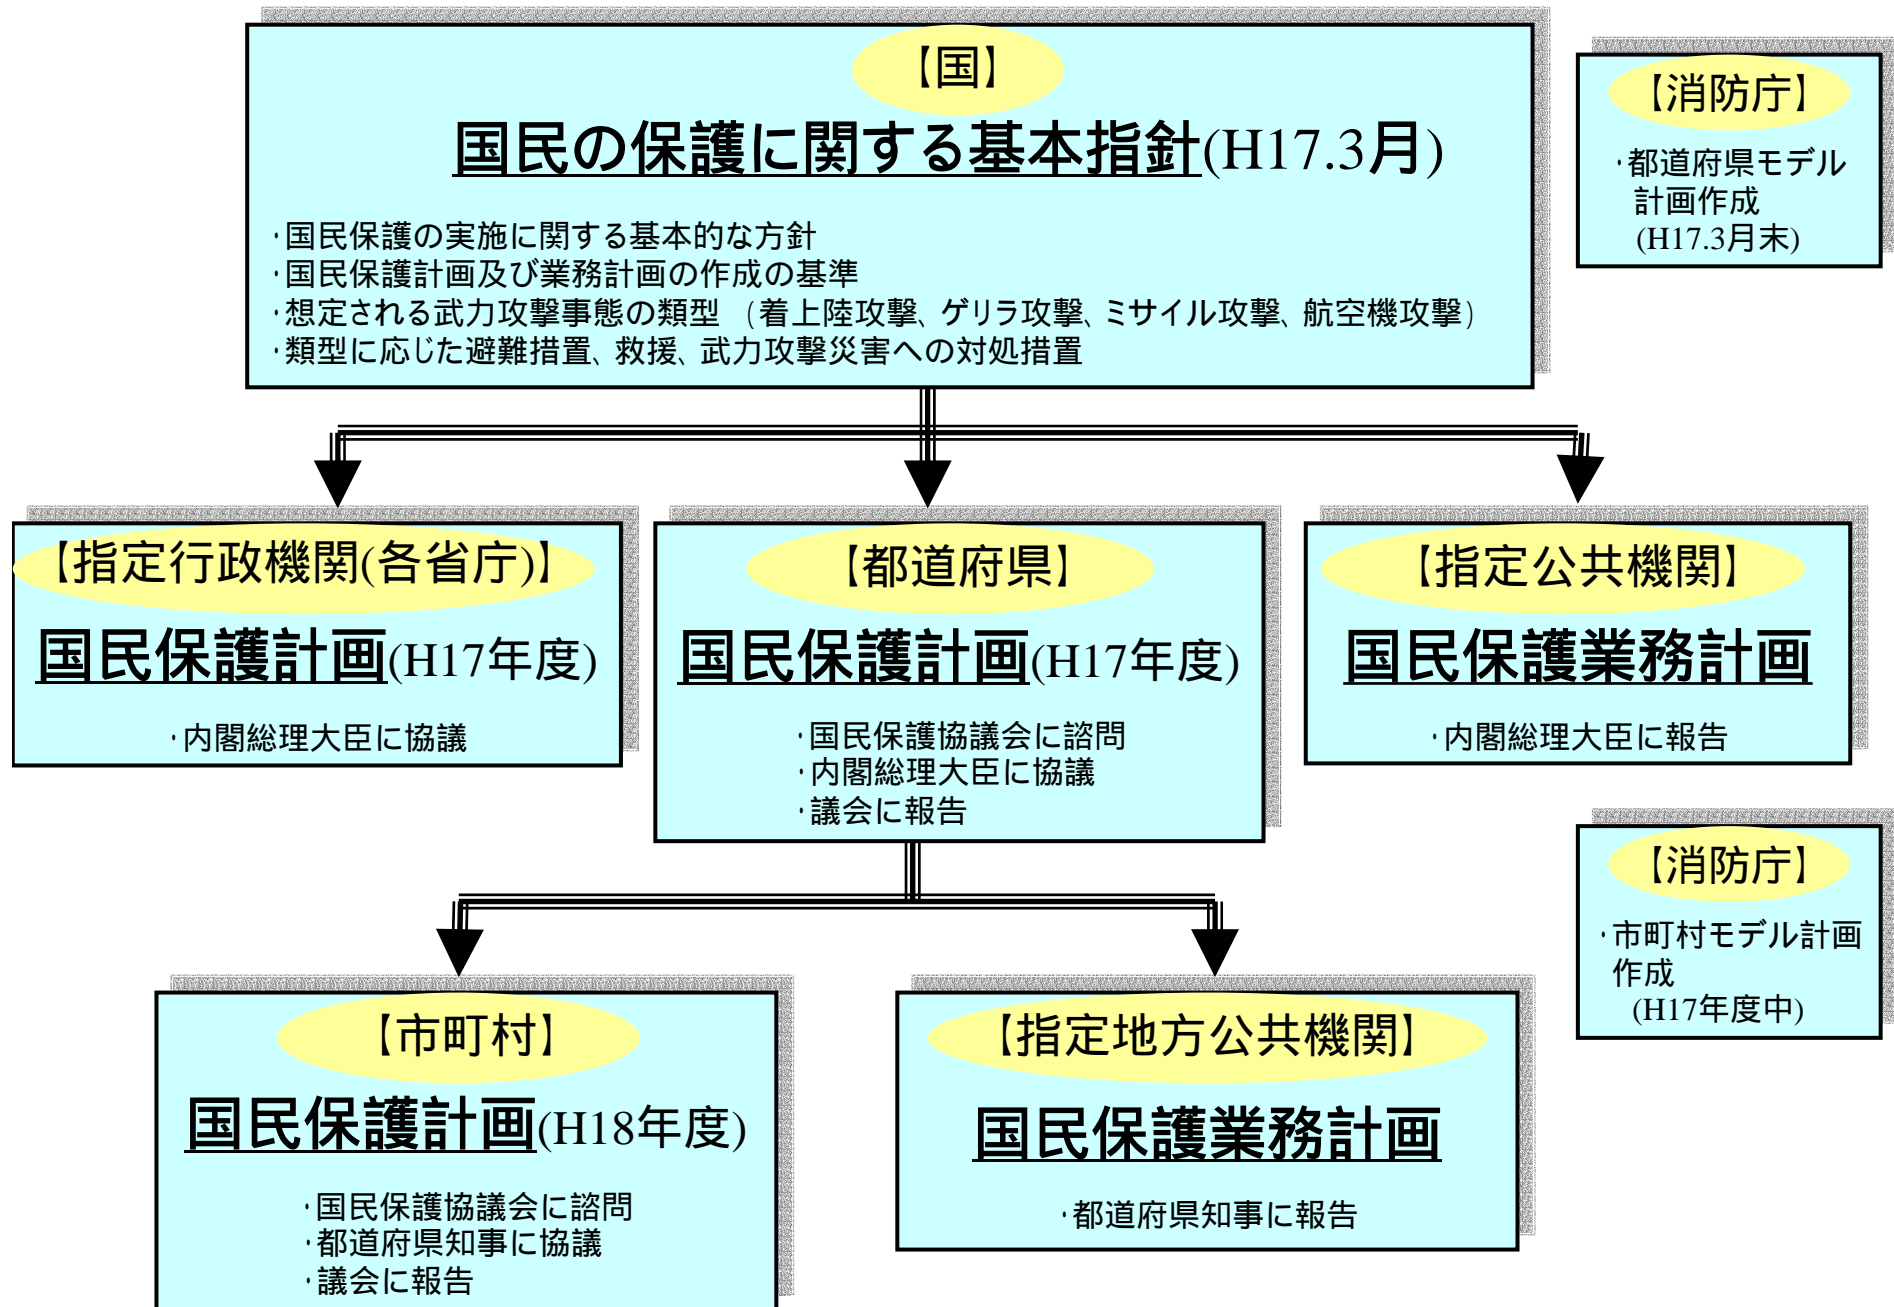 【国】
国民の保護に関する基本指針(H17.3月)
・国民保護の実施に関する基本的な方針
・国民保護計画及び業務計画の作成の基準
・想定される武力攻撃事態の類型 (着上陸攻撃、ゲリラ攻撃、ミサイル攻撃、航空機攻撃)
・類型に応じた避難措置、救援、武力攻撃災害への対処措置
【消防庁】
・都道府県モデル
計画作成
(H17.3月末)
【指定行政機関(各省庁)】
国民保護計画(H17年度)
・内閣総理大臣に協議
【都道府県】
国民保護計画(H17年度)
・国民保護協議会に諮問
・内閣総理大臣に協議
・議会に報告
【指定公共機関】
国民保護業務計画
・内閣総理大臣に報告
【消防庁】
・市町村モデル計画
作成
(H17年度中)
【市町村】
国民保護計画(H18年度)
・国民保護協議会に諮問
・都道府県知事に協議
・議会に報告
【指定地方公共機関】
国民保護業務計画
・都道府県知事に報告